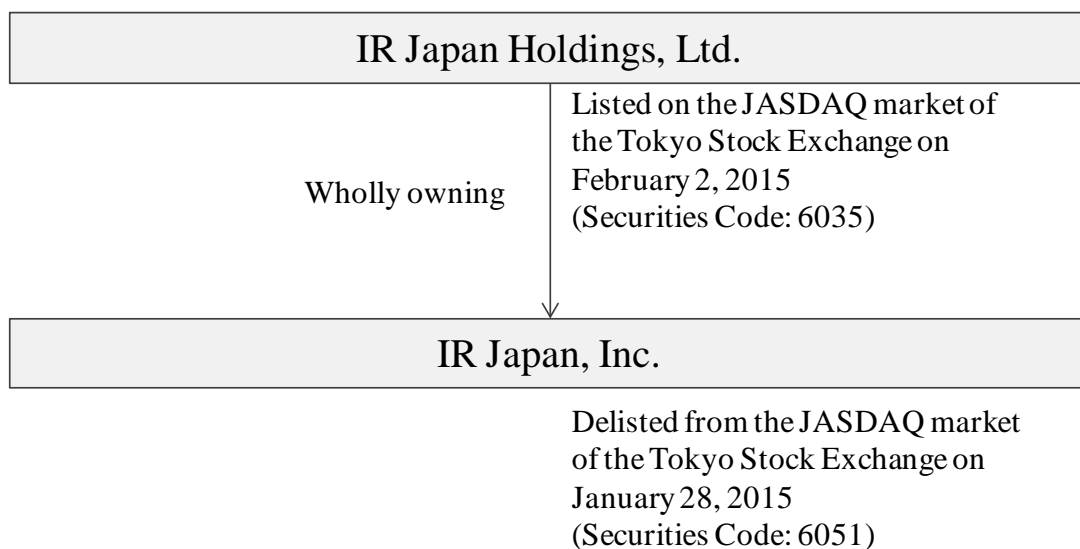 IR Japan Holdings, Ltd.
Listed on the JASDAQ market of
the Tokyo Stock Exchange on
February 2, 2015
(Securities Code: 6035)
Wholly owning
IR Japan, Inc.
Delisted from the JASDAQ market
of the Tokyo Stock Exchange on
January 28, 2015
(Securities Code: 6051)